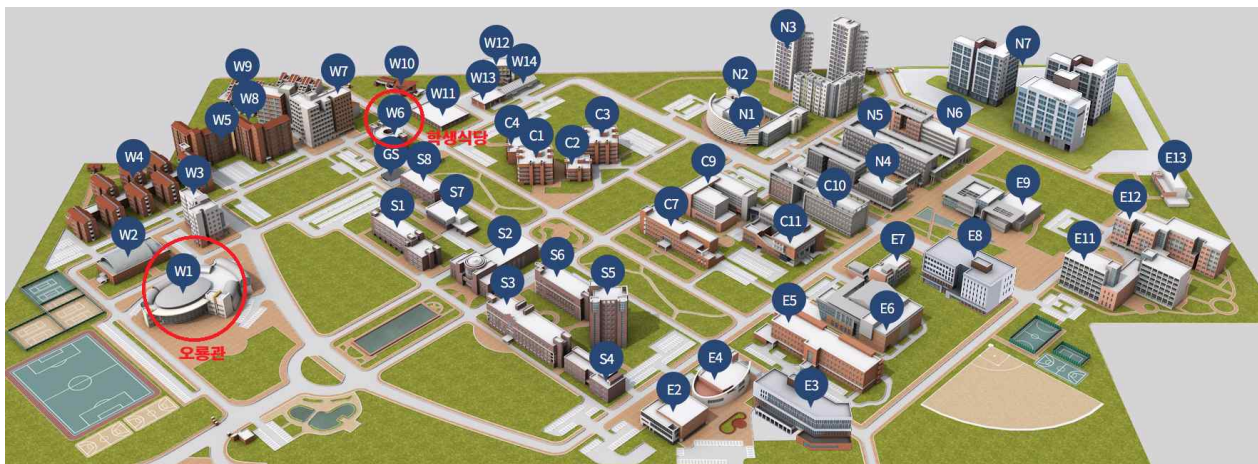 N3
W12
N7
W9
W7
W10
W14
N2
W13
W8
W11
W6
N1
N5
N6
W5
학생식당
C4
C1
C3
C2
GS
S8
W4
W3
C9
N4
E13
S7
E9
S1
C10
E12
C7
W2
S2
C11
S6
E7
E8
E11
W1
S5
S3
E5
E6
오룡관
S4
E4
E2
E3